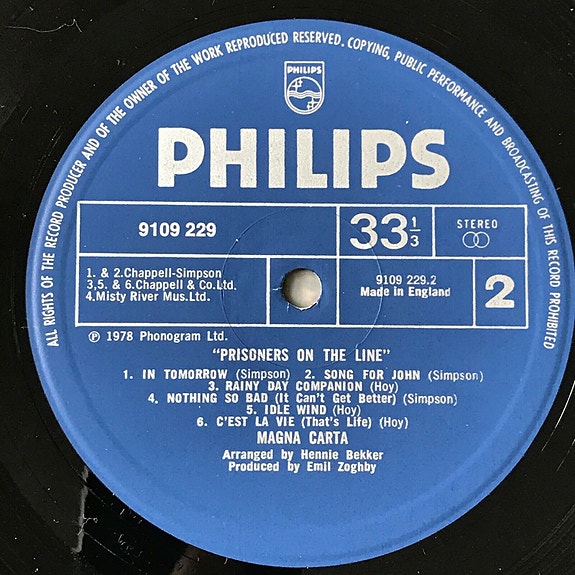 ALL RIGHTS OF THE RECORD PRODUCER AND OF THE OWNER OF THE WORK REPRODUCED RESERVED. COPYING, PUBLIC PERFORMANCE AND BROADCASTING OF THIS RECORD PROHIBITED
PHILIPS
PHILIPS
9109 229
33 1/3
STEREO
1. & 2.Chappell-Simpson
3,5. & 6.Chappell & Co.Ltd.
4.Misty River Mus.Ltd.
9109 229.2
Made in England
2
℗ 1978 Phonogram Ltd.
"PRISONERS ON THE LINE"
1. IN TOMORROW (Simpson) 2. SONG FOR JOHN (Simpson)
3. RAINY DAY COMPANION (Hoy)
4. NOTHING SO BAD (It Can't Get Better) (Simpson)
5. IDLE WIND (Hoy)
6. C'EST LA VIE (That's Life) (Hoy)
MAGNA CARTA
Arranged by Hennie Bekker
Produced by Emil Zoghby